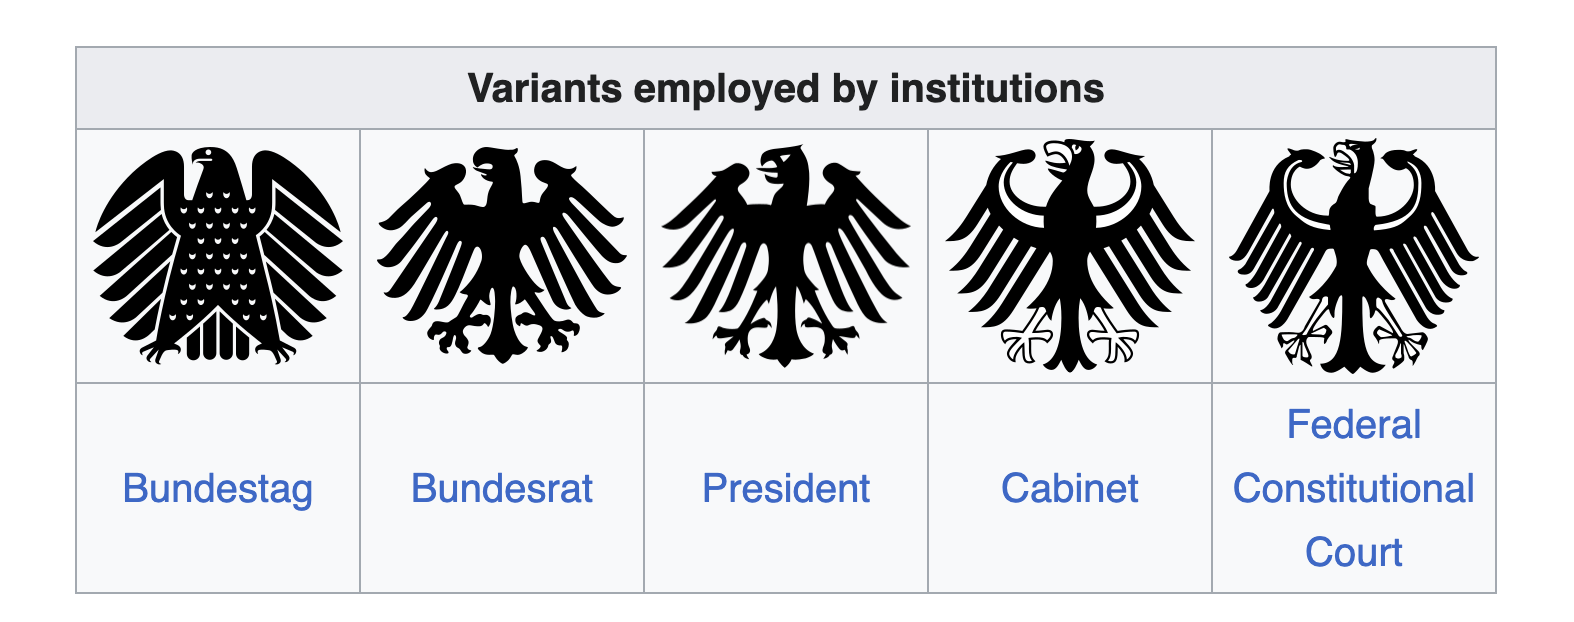 Variants employed by institutions
Bundestag
Bundesrat
President
Cabinet
Federal
Constitutional
Court